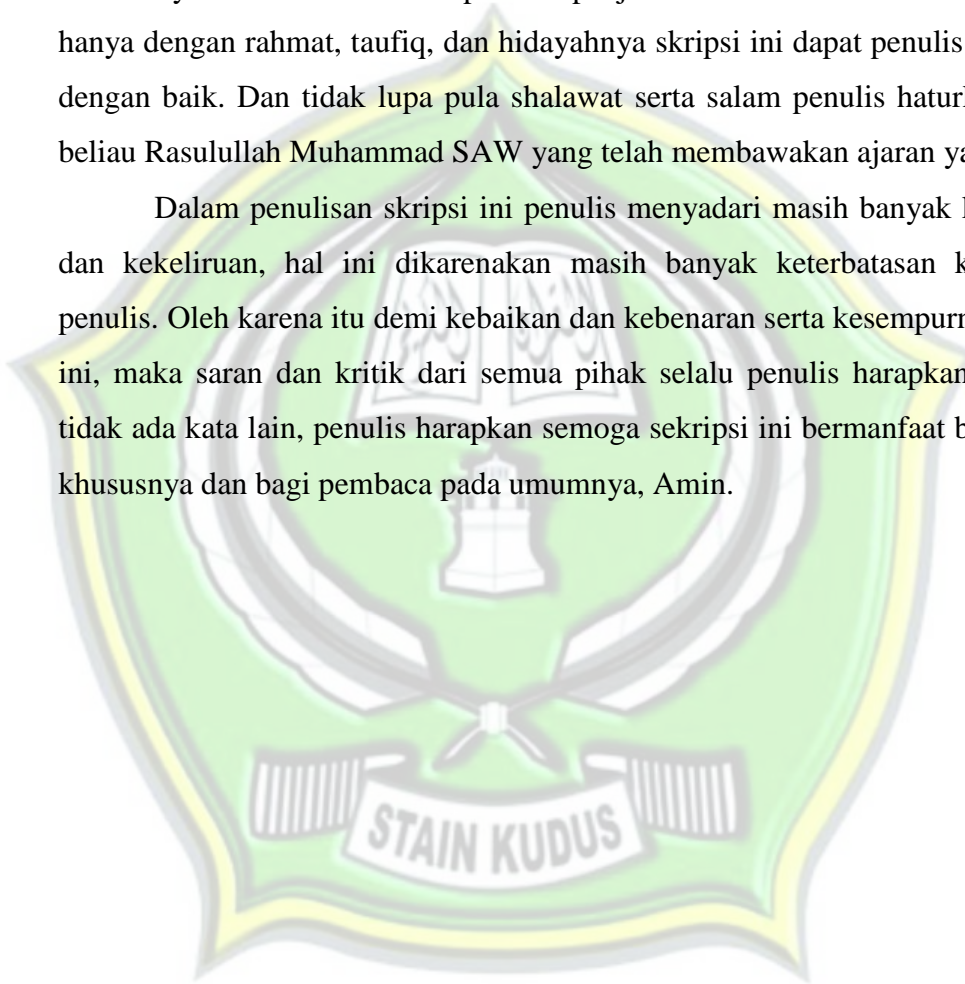 hanya dengan rahmat, taufiq, dan hidayahnya skripsi ini dapat penulis
dengan baik. Dan tidak lupa pula shalawat serta salam penulis
beliau Rasulullah Muhammad SAW yang telah membawakan ajaran
Dalam penulisan skripsi ini penulis menyadari masih banyak
dan kekeliruan, hal ini dikarenakan masih banyak keterbatasan
penulis. Oleh karena itu demi kebaikan dan kebenaran serta
ini, maka saran dan kritik dari semua pihak selalu penulis harapkan
tidak ada kata lain, penulis harapkan semoga sekripsi ini bermanfaat
khususnya dan bagi pembaca pada umumnya, Amin.
STAIN KUDUS